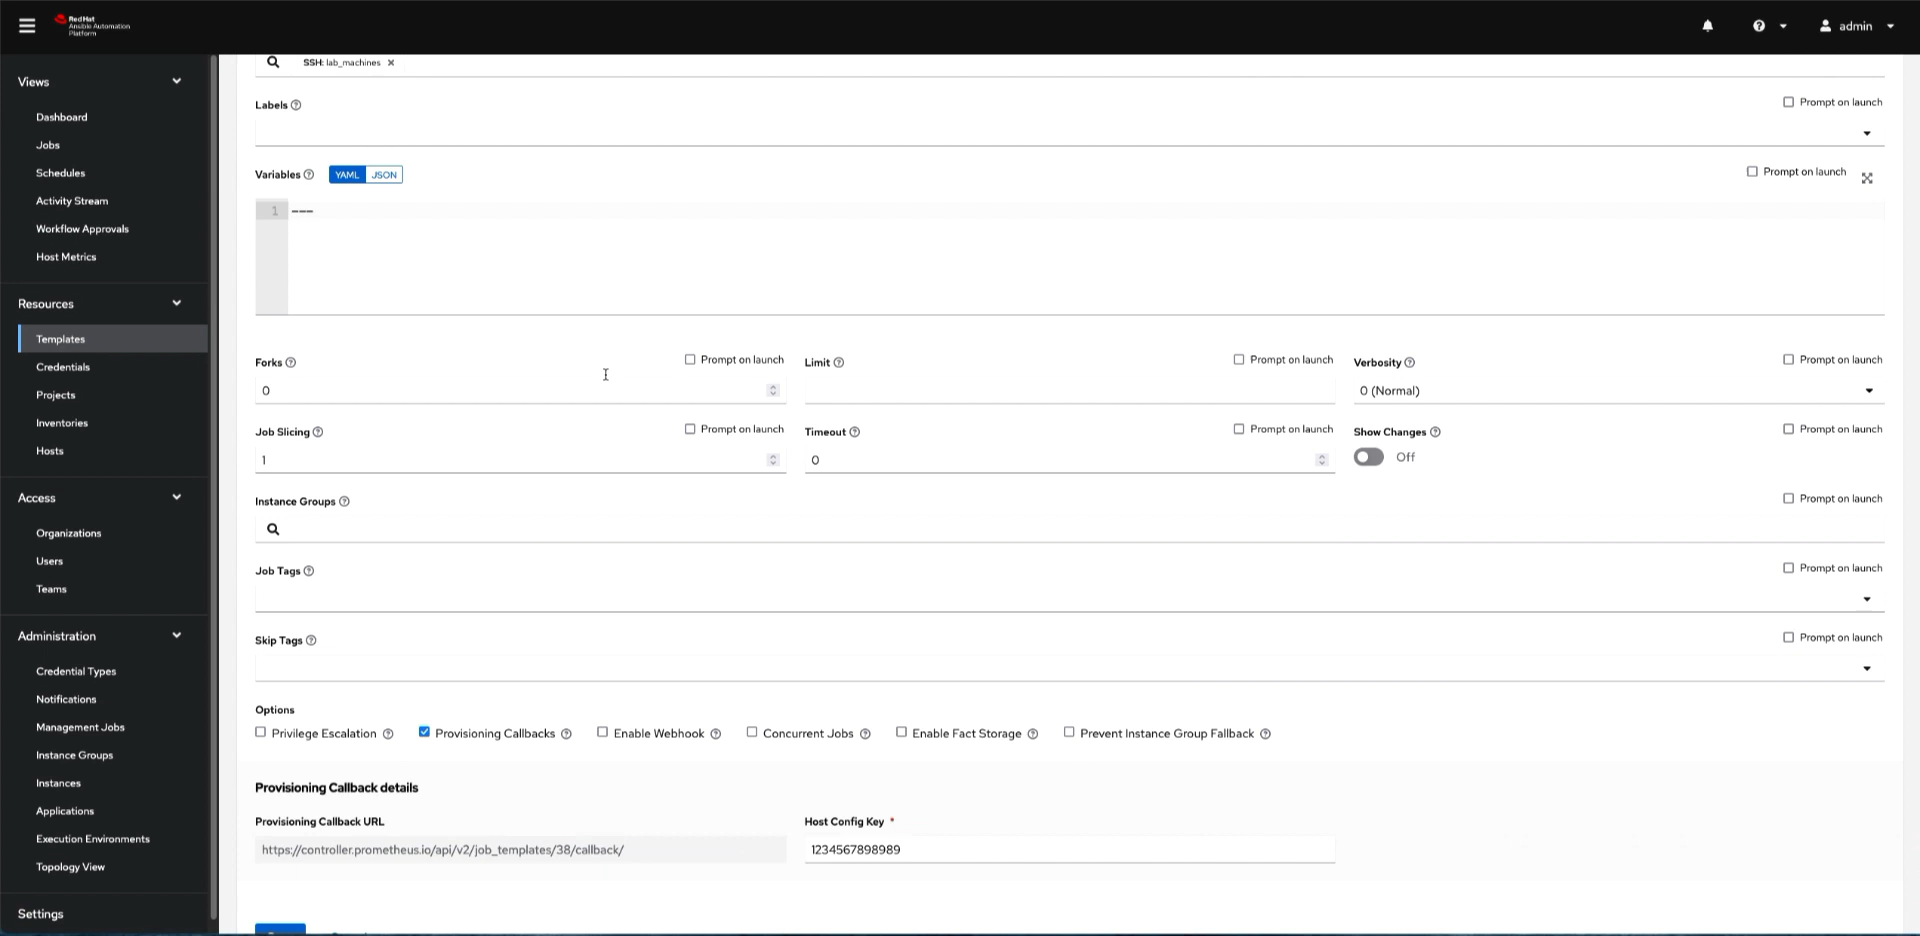 Red Hat
Ansible Automation
Platform
admin
Views
Dashboard
Jobs
Schedules
Activity Stream
Workflow Approvals
Host Metrics
Resources
Templates
Credentials
Projects
Inventories
Hosts
Access
Organizations
Users
Teams
Administration
Credential Types
Notifications
Management Jobs
Instance Groups
Instances
Applications
Execution Environments
Topology View
Settings
SSH: lab_machines ×
Labels
Prompt on launch
Variables YAML JSON
Prompt on launch
1 ---
Forks
Prompt on launch
0
Limit
Prompt on launch
Verbosity
Prompt on launch
0 (Normal)
Job Slicing
Prompt on launch
1
Timeout
Prompt on launch
0
Show Changes
Prompt on launch
Off
Instance Groups
Prompt on launch
Job Tags
Prompt on launch
Skip Tags
Prompt on launch
Options
Privilege Escalation Provisioning Callbacks Enable Webhook Concurrent Jobs Enable Fact Storage Prevent Instance Group Fallback
Provisioning Callback details
Provisioning Callback URL
https://controller.prometheus.io/api/v2/job_templates/38/callback/
Host Config Key *
1234567898989